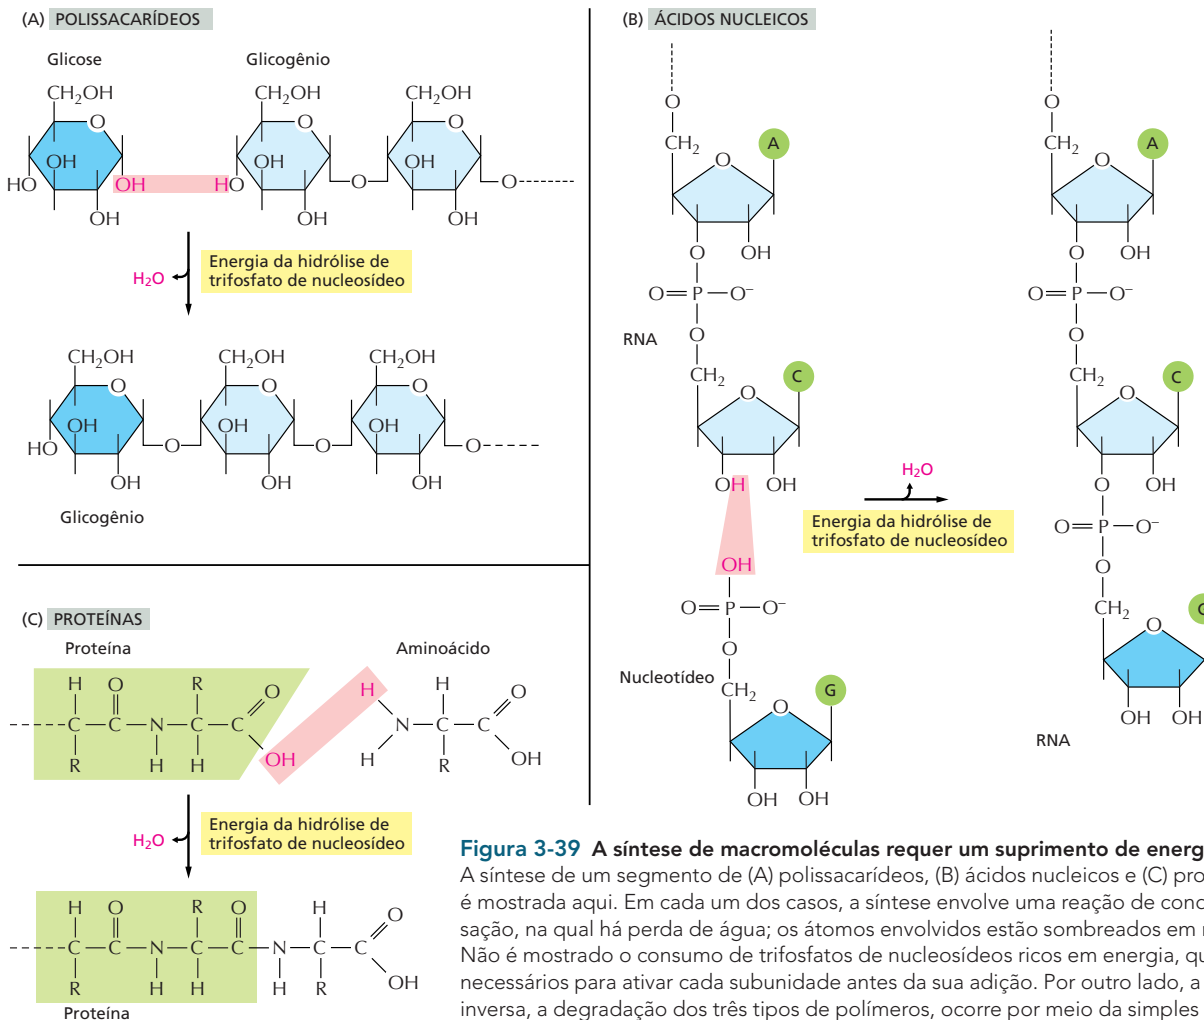 (A) POLISSACARÍDEOS
Glicose
Glicogênio
CH₂OH
CH₂OH
CH₂OH
O
O
O
OH
OH
OH
HO
OH
HO
O
O
OH
OH
OH
H₂O
Energia da hidrólise de
trifosfato de nucleosídeo
CH₂OH
CH₂OH
CH₂OH
O
O
O
OH
OH
OH
HO
O
O
O
OH
OH
OH
Glicogênio
(B) ÁCIDOS NUCLEICOS
O
CH₂
O
A
O
OH
O=P—O⁻
O
RNA
CH₂
O
C
OH
OH
OH
O=P—O⁻
O
Nucleotídeo
CH₂
O
G
OH
OH
H₂O
Energia da hidrólise de
trifosfato de nucleosídeo
O
CH₂
O
A
O
OH
O=P—O⁻
O
CH₂
O
C
O
OH
O=P—O⁻
O
CH₂
O
OH
OH
RNA
(C) PROTEÍNAS
Proteína
Aminoácido
H O R O
C—C—N—C—C
R H H OH
H H O
N—C—C
H R OH
H₂O
Energia da hidrólise de
trifosfato de nucleosídeo
H O R O H O
C—C—N—C—C—N—C—C
R H H H R OH
Proteína
Figura 3-39 A síntese de macromoléculas requer um suprimento de energ
A síntese de um segmento de (A) polissacarídeos, (B) ácidos nucleicos e (C) pro
é mostrada aqui. Em cada um dos casos, a síntese envolve uma reação de cond
sação, na qual há perda de água; os átomos envolvidos estão sombreados em
Não é mostrado o consumo de trifosfatos de nucleosídeos ricos em energia, qu
necessários para ativar cada subunidade antes da sua adição. Por outro lado, a
inversa, a degradação dos três tipos de polímeros, ocorre por meio da simples